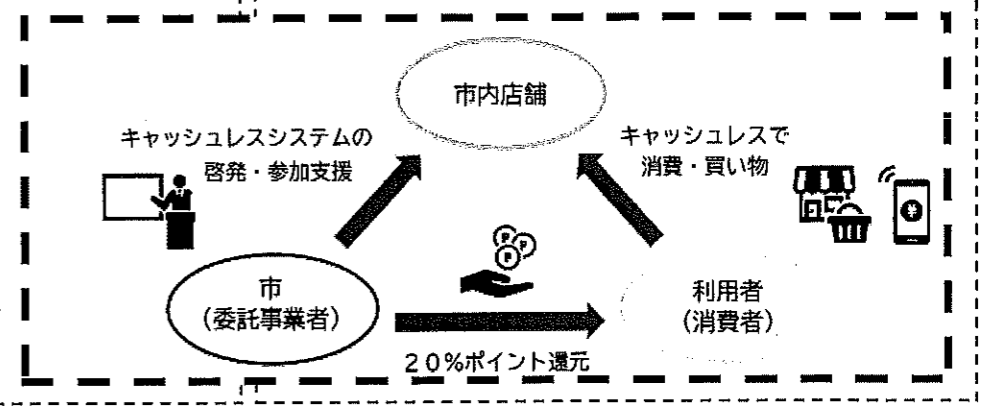 市内店舗
キャッシュレスシステムの
啓発・参加支援
キャッシュレスで
消費・買い物
¥
P P P
市
(委託事業者)
利用者
(消費者)
20%ポイント還元